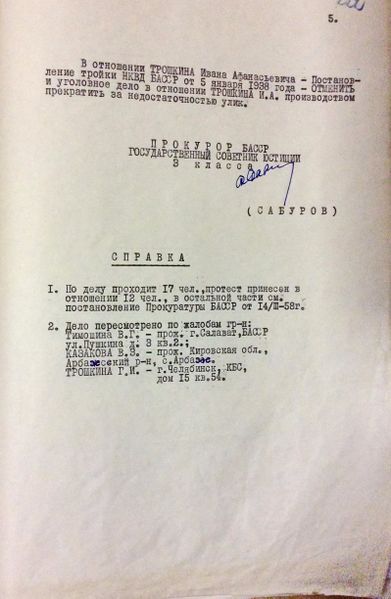 5.
В отношении ТРОШКИНА Ивана Афанасьевича - Постанов-
ление тройки НКВД БАССР от 5 января 1938 года - ОТМЕНИТЬ
и уголовное дело в отношении ТРОШКИНА И.А. производством
прекратить за недостаточностью улик.
ПРОКУРОР БАССР
ГОСУДАРСТВЕННЫЙ СОВЕТНИК ЮСТИЦИИ
3 класса
(САБУРОВ)
СПРАВКА
1. По делу проходит 17 чел., протест принесен в
отношении 12 чел., в остальной части см.
постановление Прокуратуры БАССР от 14/III-58г.
2. Дело пересмотрено по жалобам гр-н:
Тимошина В.Г. - прож. г.Салават, БАССР
ул.Пушкина д. 3 кв.2.;
КАЗАКОВА В.З. - прож. Кировская обл.,
Арбажский р-н, с.Арбаж.
ТРОШКИНА Г.И. - г.Челябинск, КБС,
дом 15 кв.54.